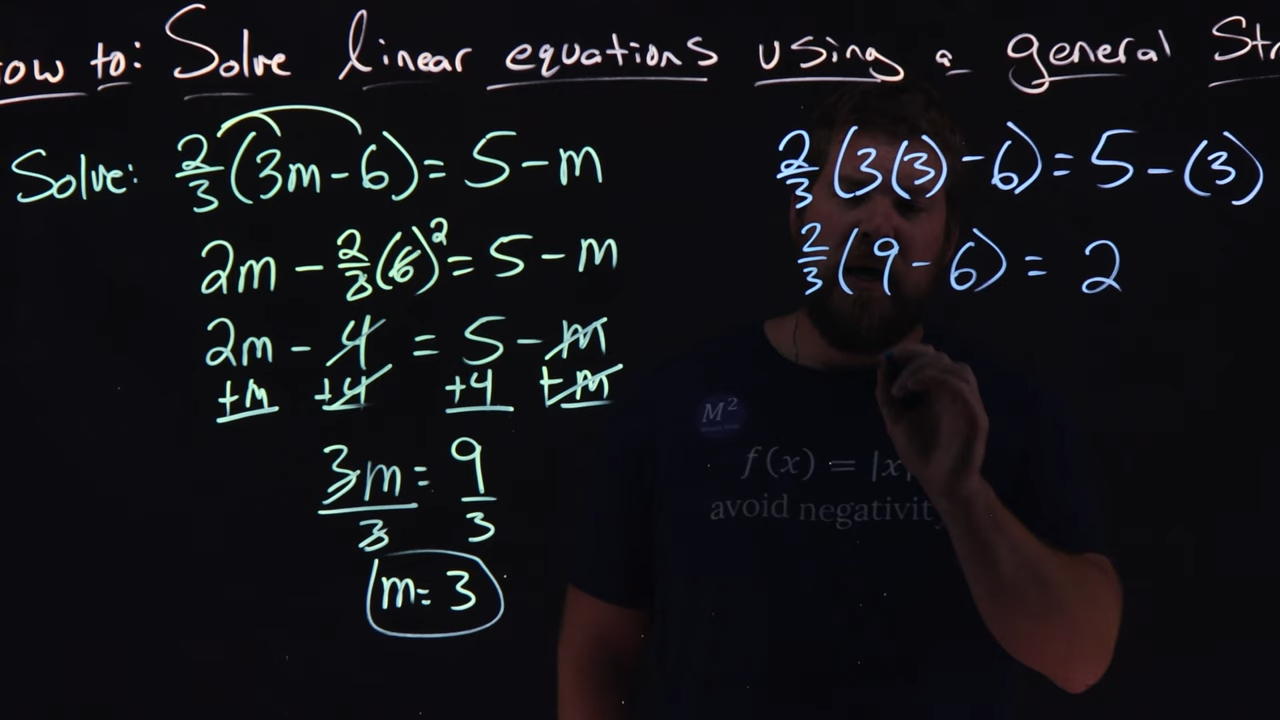 ow to: Solve linear equations using a general Str
Solve: 2/3(3m-6)=5-m
2m-2/3(6)²=5-m
2m-4=5-m
+m +4 +4 +m
3m=9
3 3
m=3
2/3(3(3)-6)=5-(3)
2/3(9-6)=2
M²
f(x) = |x|
avoid negativity